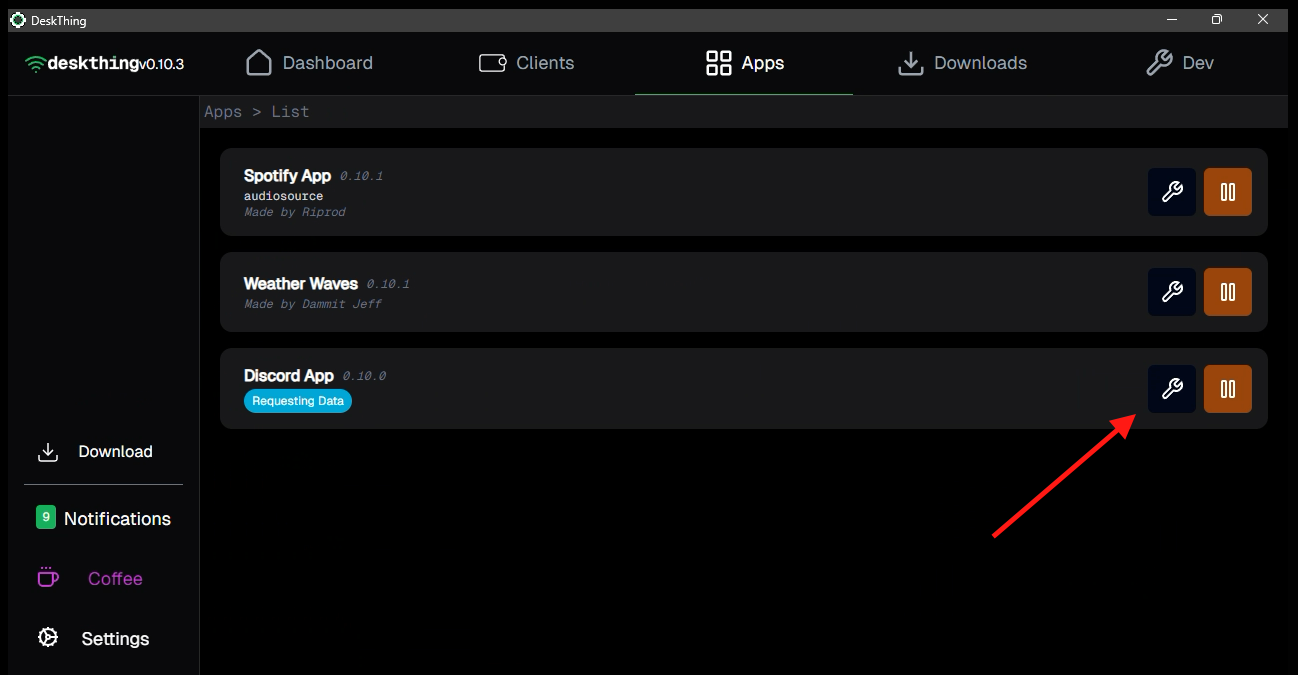 DeskThing
deskthingv0.10.3
Dashboard
Clients
Apps
Downloads
Dev
Apps > List
Spotify App 0.10.1
audiosource
Made by Riprod
Weather Waves 0.10.1
Made by Dammit Jeff
Discord App 0.10.0
Requesting Data
Download
9 Notifications
Coffee
Settings